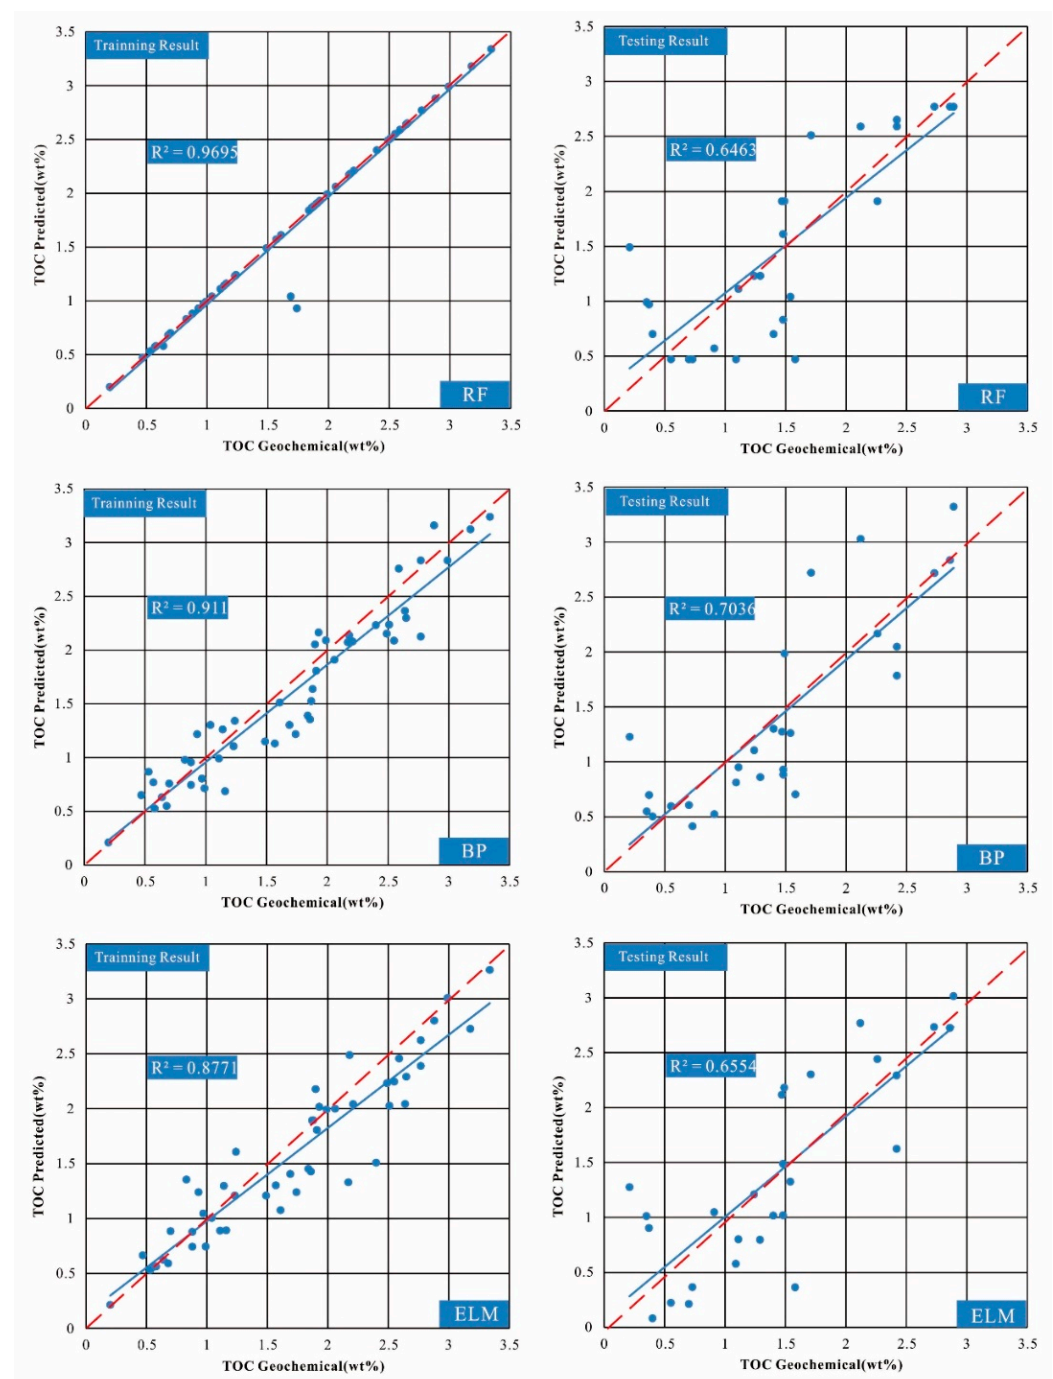 3.5
Trainning Result
3
2.5
R² = 0.9695
2
1.5
1
0.5
RF
0
0 0.5 1 1.5 2 2.5 3 3.5
TOC Predicted(wt%)
TOC Geochemical(wt%)
3.5
Testing Result
3
2.5
R² = 0.6463
2
1.5
1
0.5
RF
0
0 0.5 1 1.5 2 2.5 3 3.5
TOC Predicted(wt%)
TOC Geochemical(wt%)
3.5
Trainning Result
3
2.5
R² = 0.911
2
1.5
1
0.5
BP
0
0 0.5 1 1.5 2 2.5 3 3.5
TOC Predicted(wt%)
TOC Geochemical(wt%)
3.5
Testing Result
3
2.5
R² = 0.7036
2
1.5
1
0.5
BP
0
0 0.5 1 1.5 2 2.5 3 3.5
TOC Predicted(wt%)
TOC Geochemical(wt%)
3.5
Trainning Result
3
2.5
R² = 0.8771
2
1.5
1
0.5
ELM
0
0 0.5 1 1.5 2 2.5 3 3.5
TOC Predicted(wt%)
TOC Geochemical(wt%)
3.5
Testing Result
3
2.5
R² = 0.6554
2
1.5
1
0.5
ELM
0
0 0.5 1 1.5 2 2.5 3 3.5
TOC Predicted(wt%)
TOC Geochemical(wt%)